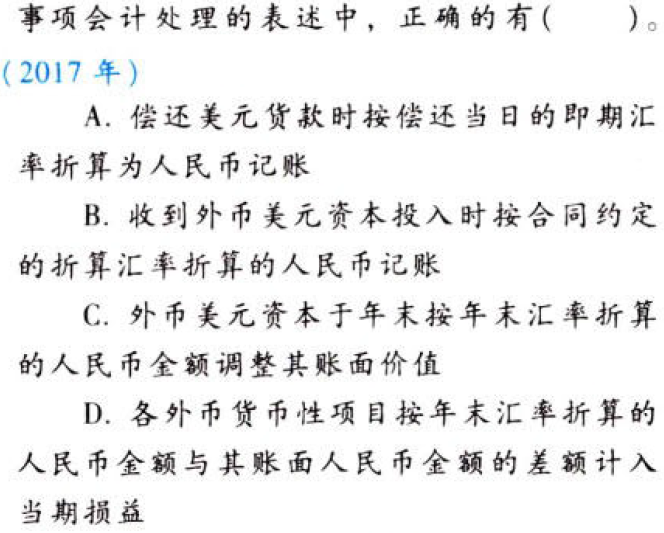 事项会计处理的表述中，正确的有(　　)。
(2017 年)
A. 偿还美元货款时按偿还当日的即期汇
率折算为人民币记账
B. 收到外币美元资本投入时按合同约定
的折算汇率折算的人民币记账
C. 外币美元资本于年末按年末汇率折算
的人民币金额调整其账面价值
D. 各外币货币性项目按年末汇率折算的
人民币金额与其账面人民币金额的差额计入
当期损益